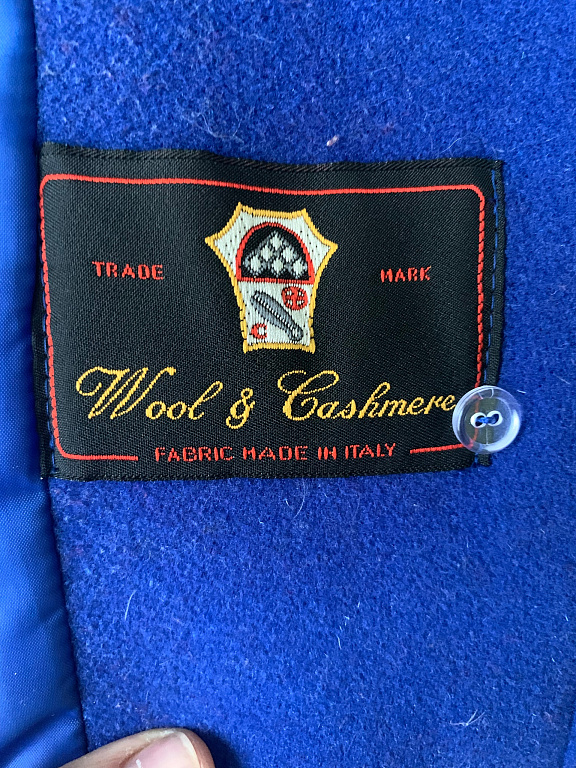 TRADE MARK
Wool & Cashmere
FABRIC MADE IN ITALY